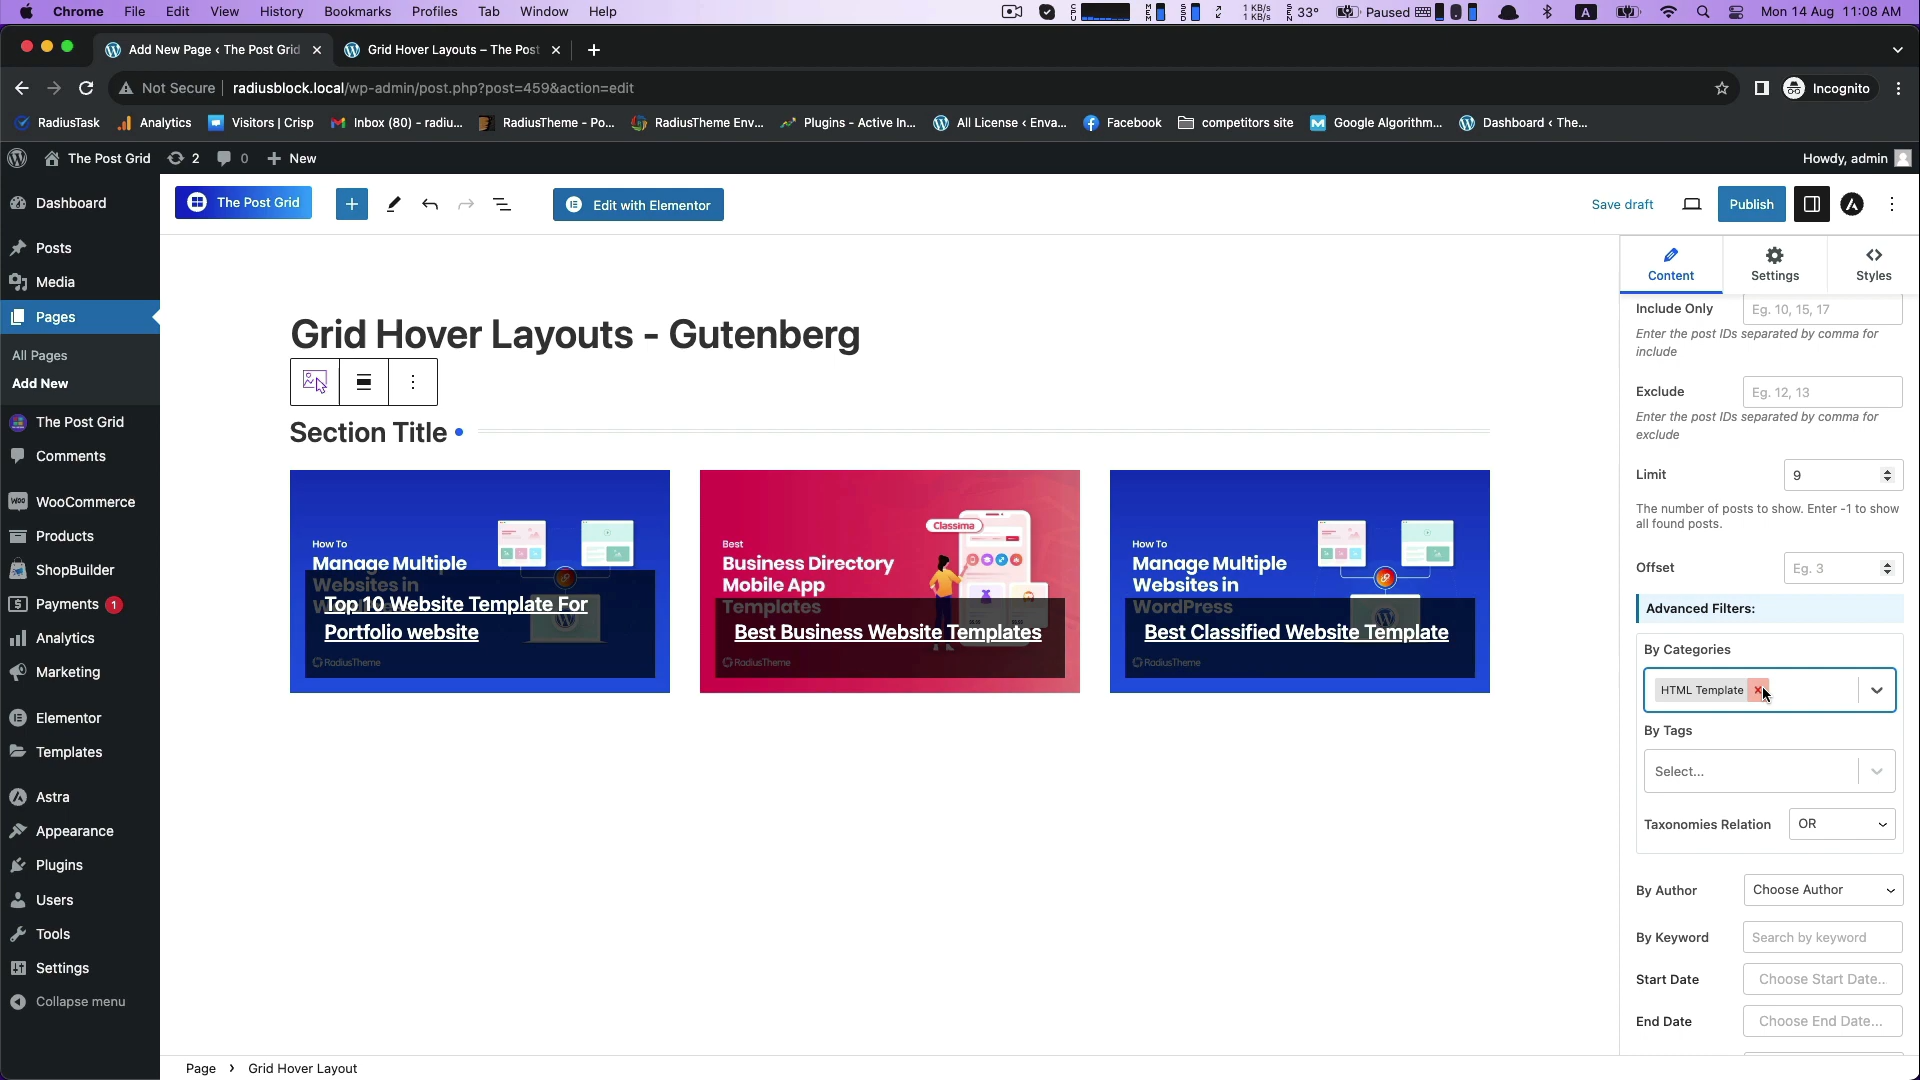 Chrome File Edit View History Bookmarks Profiles Tab Window Help 1 KB/s 1 KB/s 33° Paused A Mon 14 Aug 11:08 AM
Add New Page ‹ The Post Grid Grid Hover Layouts – The Post
Not Secure radiusblock.local/wp-admin/post.php?post=459&action=edit Incognito
RadiusTask Analytics Visitors | Crisp Inbox (80) - radiu... RadiusTheme - Po... RadiusTheme Env... Plugins - Active In... All License ‹ Enva... Facebook competitors site Google Algorithm... Dashboard ‹ The...
The Post Grid 2 0 + New Howdy, admin
Dashboard
Posts
Media
Pages
All Pages
Add New
The Post Grid
Comments
WooCommerce
Products
ShopBuilder
Payments 1
Analytics
Marketing
Elementor
Templates
Astra
Appearance
Plugins
Users
Tools
Settings
Collapse menu
The Post Grid Edit with Elementor Save draft Publish
Grid Hover Layouts - Gutenberg
Section Title
How To
Manage Multiple
Websites in
Top 10 Website Template For
Portfolio website
RadiusTheme
Classima
Best
Business Directory
Mobile App
Templates
Best Business Website Templates
RadiusTheme
How To
Manage Multiple
Websites in
WordPress
Best Classified Website Template
RadiusTheme
Content Settings Styles
Include Only Eg. 10, 15, 17
Enter the post IDs separated by comma for
include
Exclude Eg. 12, 13
Enter the post IDs separated by comma for
exclude
Limit 9
The number of posts to show. Enter -1 to show
all found posts.
Offset Eg. 3
Advanced Filters:
By Categories
HTML Template
By Tags
Select...
Taxonomies Relation OR
By Author Choose Author
By Keyword Search by keyword
Start Date Choose Start Date..
End Date Choose End Date...
Page › Grid Hover Layout